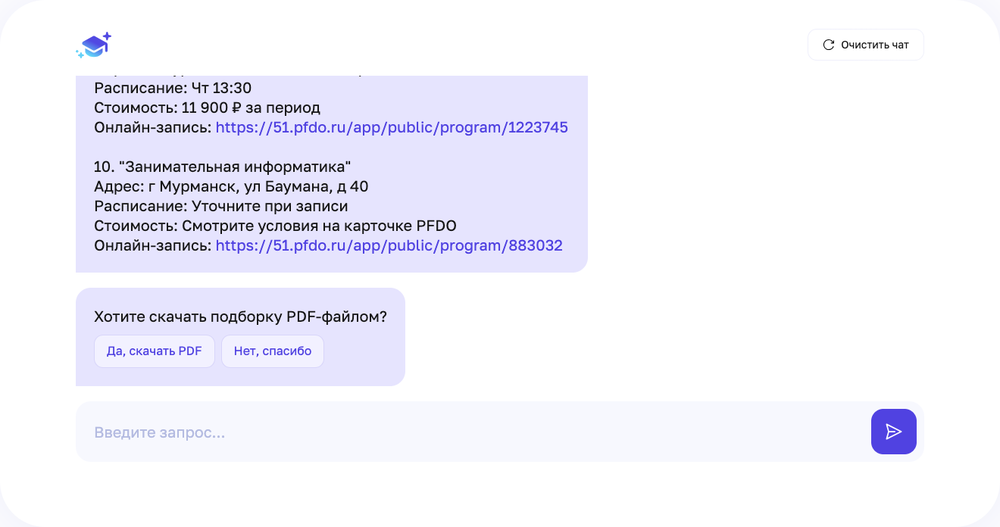 Очистить чат
Расписание: Чт 13:30
Стоимость: 11 900 ₽ за период
Онлайн-запись: https://51.pfdo.ru/app/public/program/1223745
10. "Занимательная информатика"
Адрес: г Мурманск, ул Баумана, д 40
Расписание: Уточните при записи
Стоимость: Смотрите условия на карточке PFDO
Онлайн-запись: https://51.pfdo.ru/app/public/program/883032
Хотите скачать подборку PDF-файлом?
Да, скачать PDF
Нет, спасибо
Введите запрос...